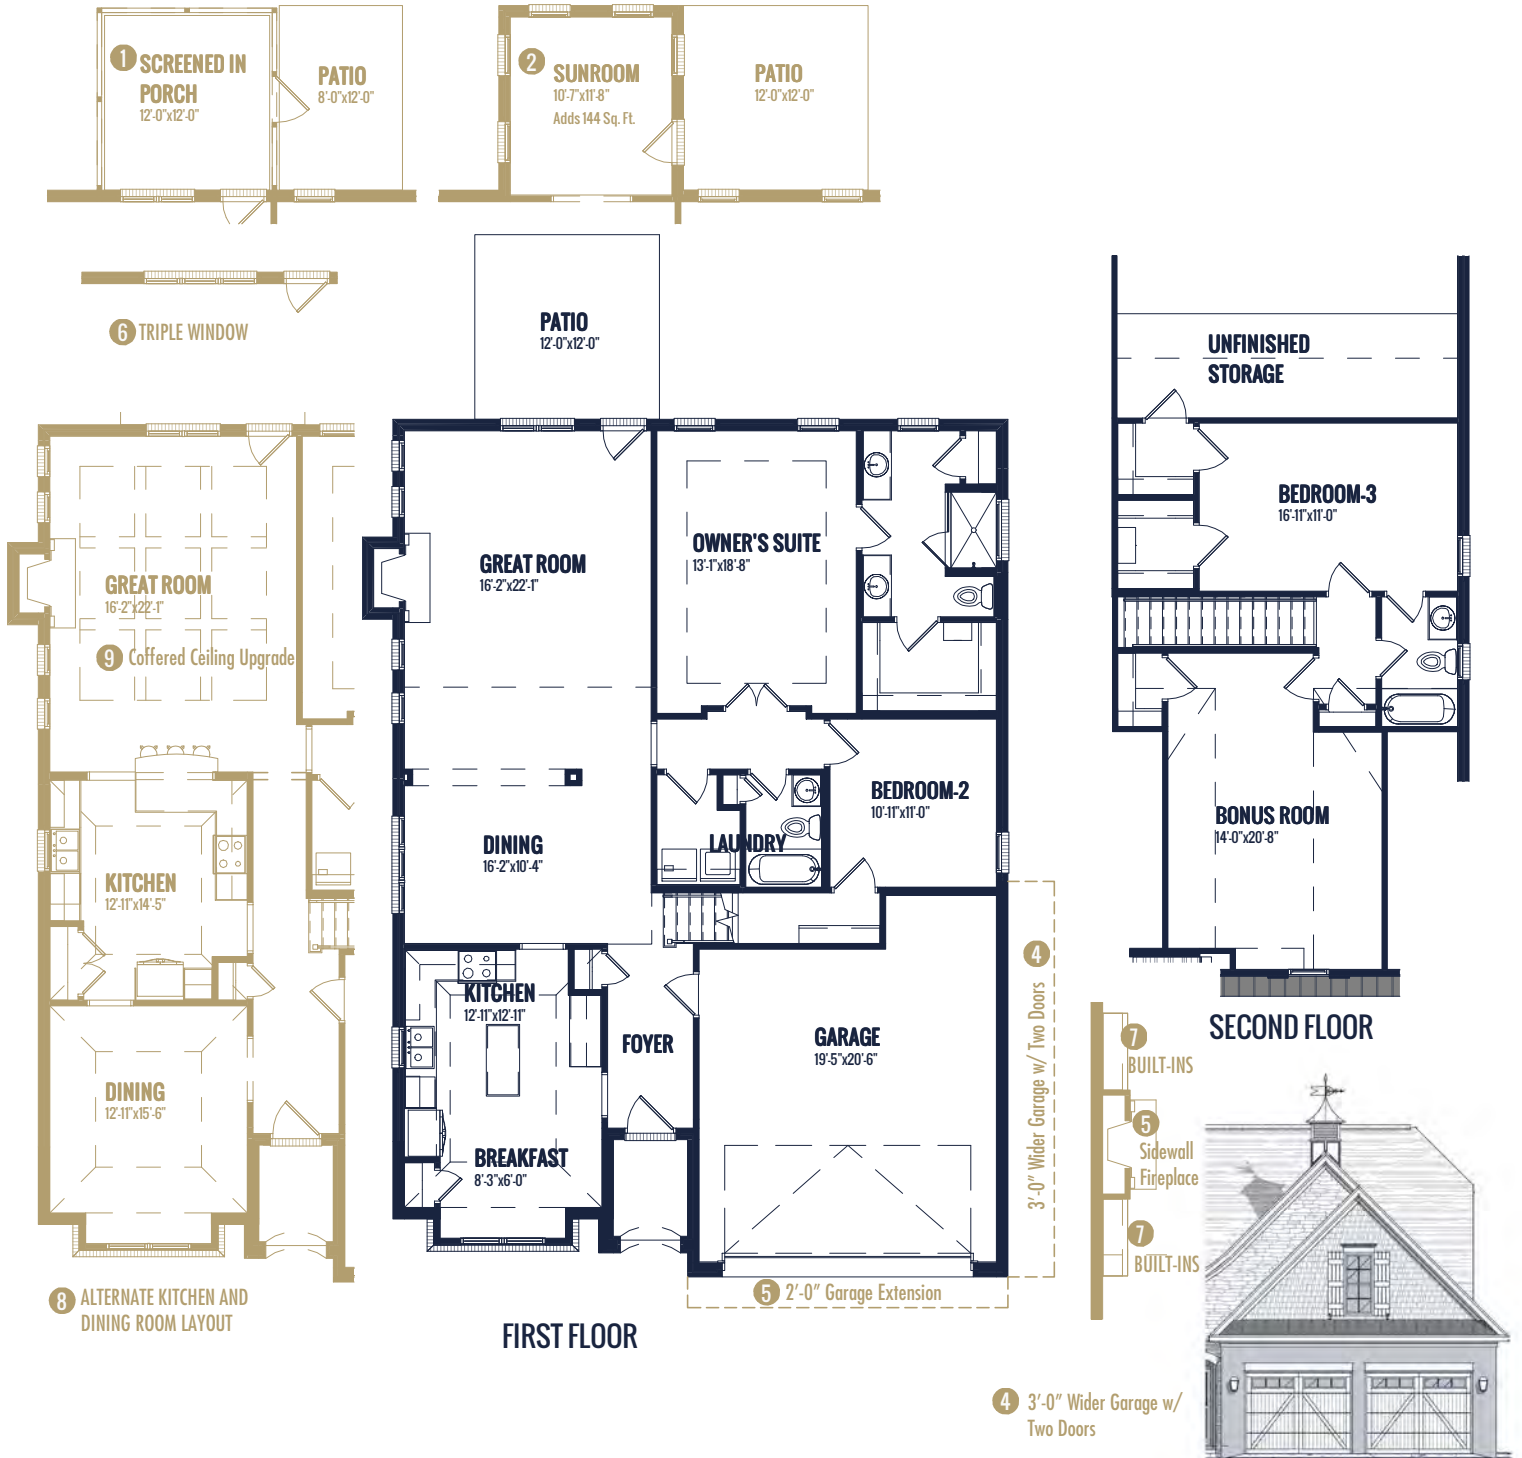 1 SCREENED IN
PORCH
12'-0"x12'-0"
PATIO
8'-0"x12'-0"
2 SUNROOM
10'-7"x11'-8"
Adds 144 Sq. Ft.
PATIO
12'-0"x12'-0"
6 TRIPLE WINDOW
PATIO
12'-0"x12'-0"
GREAT ROOM
16'-2"x22'-1"
9 Coffered Ceiling Upgrade
KITCHEN
12'-11"x14'-5"
DINING
12'-11"x15'-6"
8 ALTERNATE KITCHEN AND
DINING ROOM LAYOUT
GREAT ROOM
16'-2"x22'-1"
OWNER'S SUITE
13'-1"x18'-8"
DINING
16'-2"x10'-4"
LAUNDRY
BEDROOM-2
10'-11"x11'-0"
KITCHEN
12'-11"x12'-11"
FOYER
GARAGE
19'-5"x20'-6"
BREAKFAST
8'-3"x6'-0"
4
3'-0" Wider Garage w/ Two Doors
5 2'-0" Garage Extension
FIRST FLOOR
UNFINISHED
STORAGE
BEDROOM-3
16'-11"x11'-0"
BONUS ROOM
14'-0"x20'-8"
SECOND FLOOR
7
BUILT-INS
5
Sidewall
Fireplace
7
BUILT-INS
4 3'-0" Wider Garage w/
Two Doors